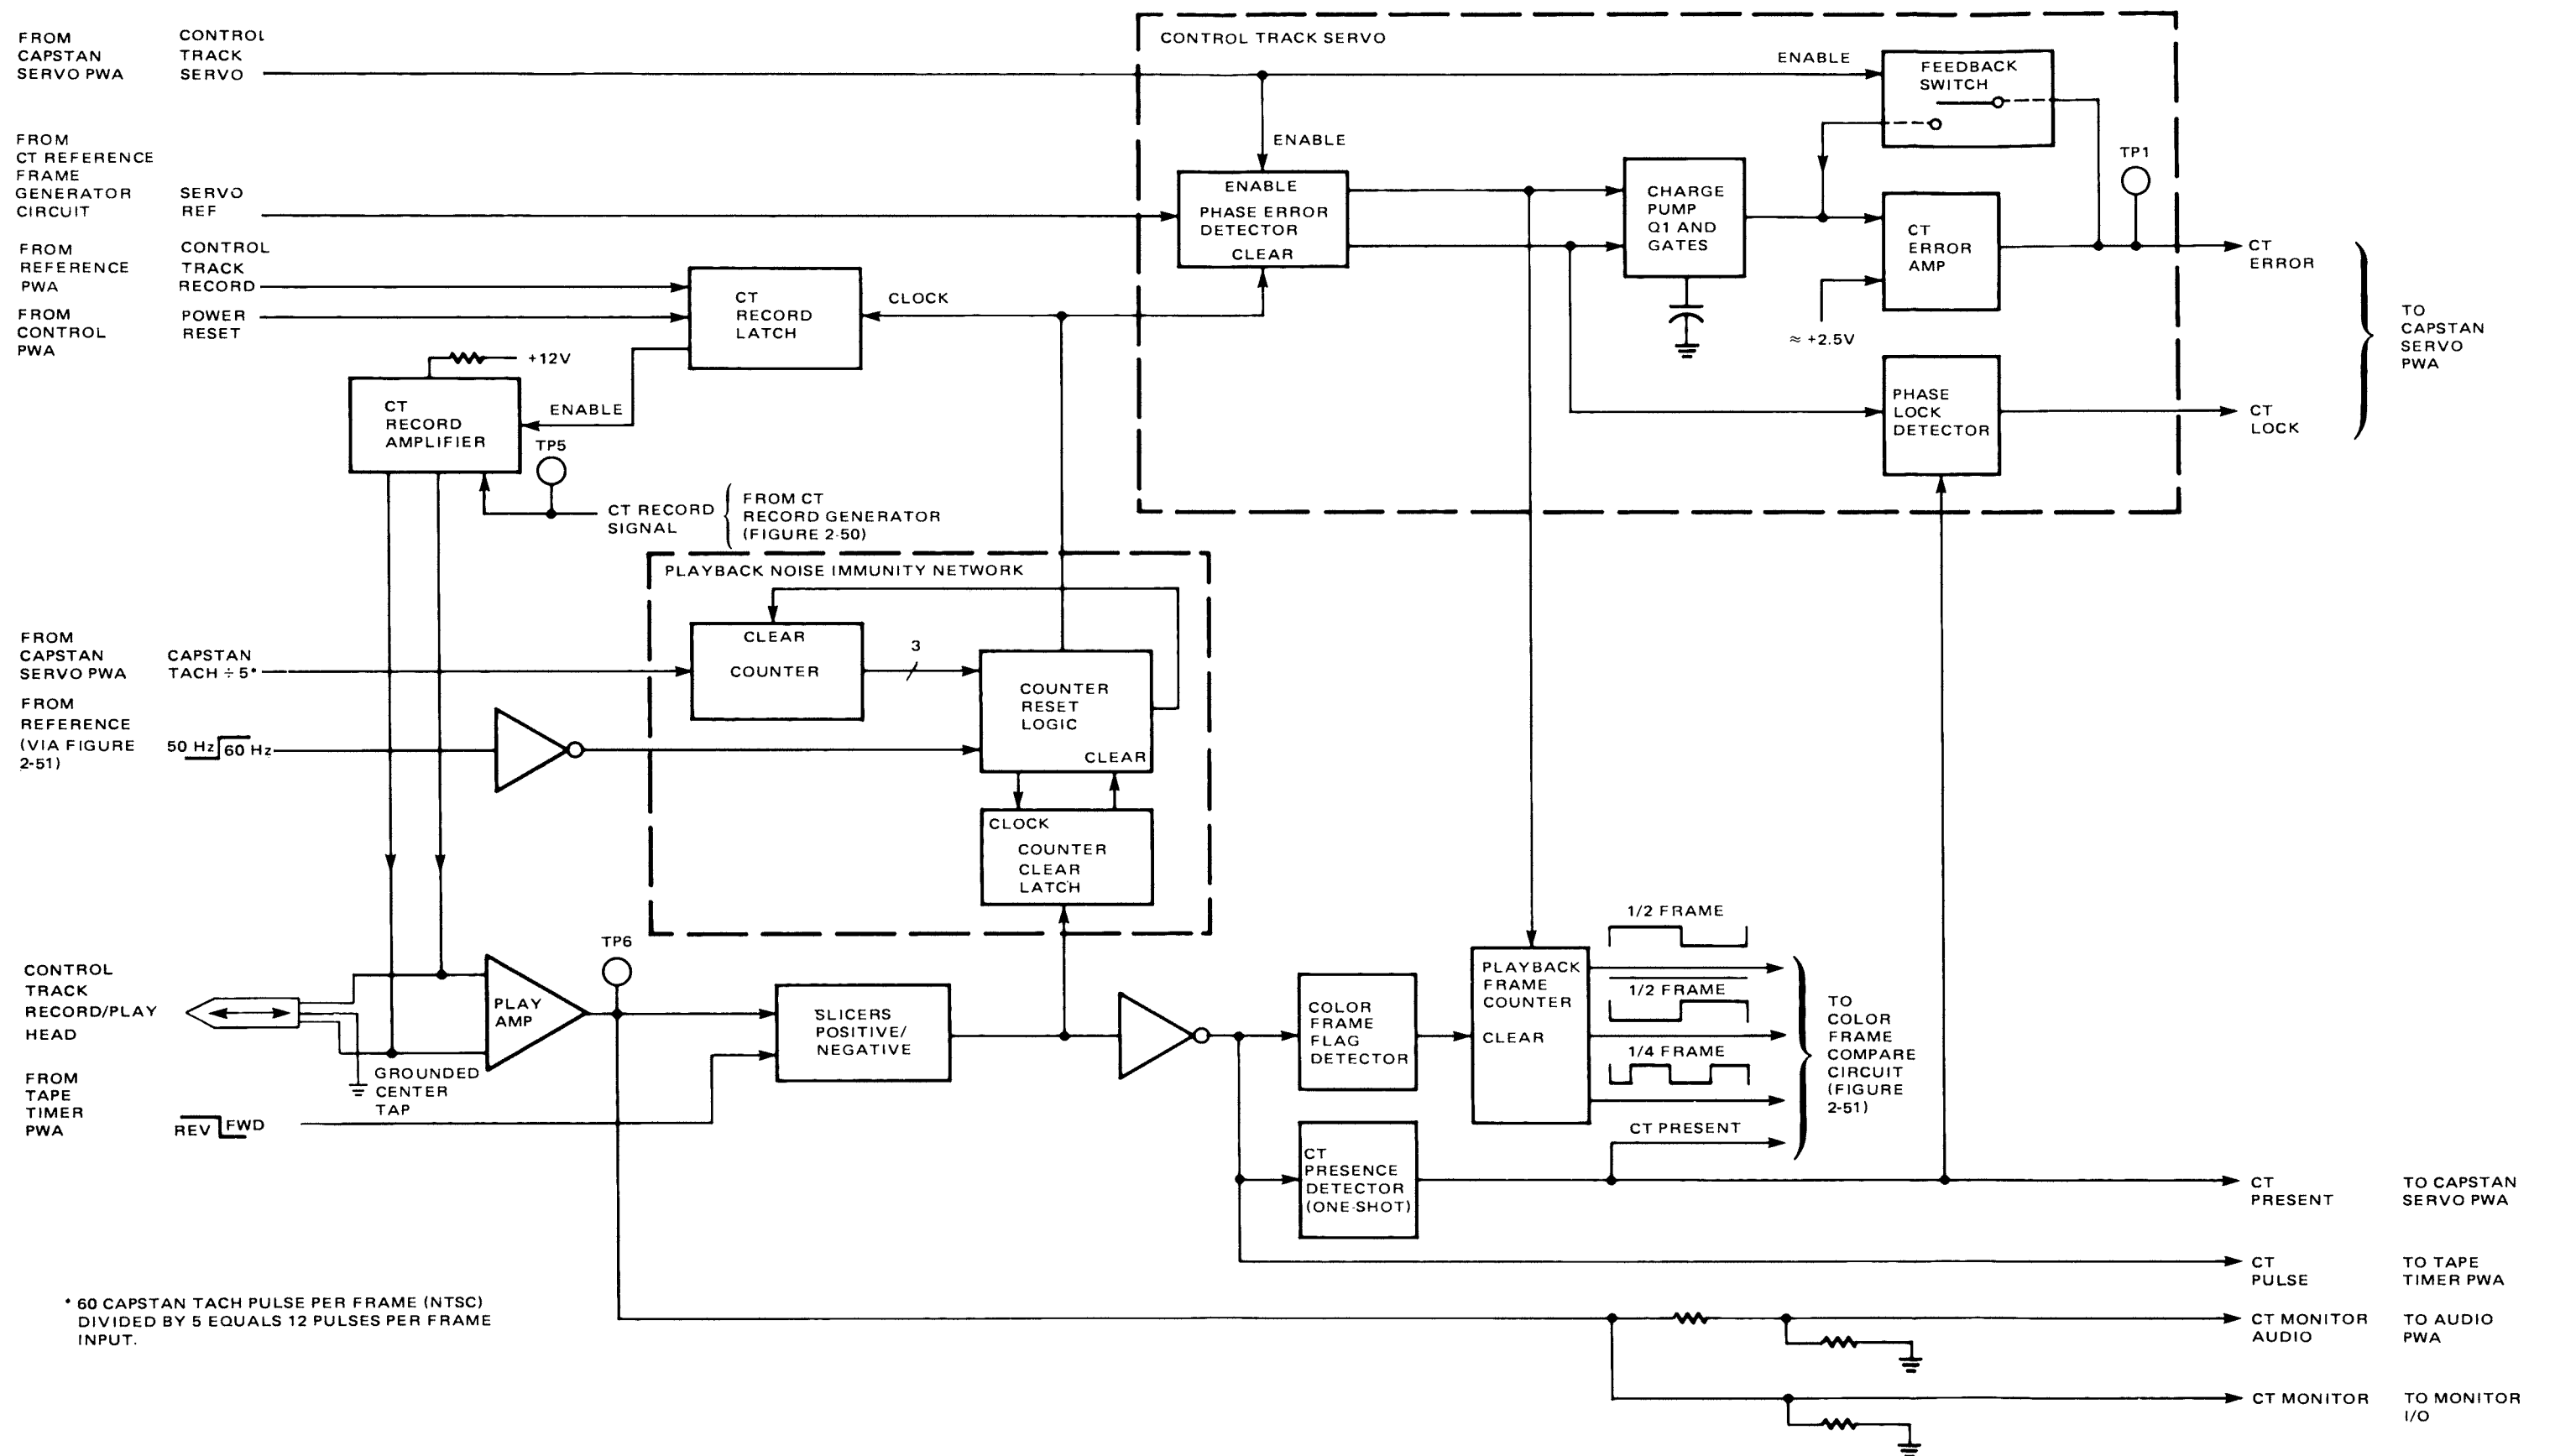 FROM
CAPSTAN
SERVO PWA
CONTROL
TRACK
SERVO
FROM
CT REFERENCE
FRAME
GENERATOR
CIRCUIT
SERVO
REF
FROM
REFERENCE
PWA
CONTROL
TRACK
RECORD
FROM
CONTROL
PWA
POWER
RESET
CONTROL TRACK SERVO
ENABLE
FEEDBACK
SWITCH
ENABLE
ENABLE
PHASE ERROR
DETECTOR
CLEAR
CHARGE
PUMP
Q1 AND
GATES
CT
ERROR
AMP
≈ +2.5V
TP1
PHASE
LOCK
DETECTOR
CT
ERROR
CT
LOCK
TO
CAPSTAN
SERVO
PWA
CT
RECORD
LATCH
CLOCK
+12V
CT
RECORD
AMPLIFIER
ENABLE
TP5
CT RECORD
SIGNAL
FROM CT
RECORD GENERATOR
(FIGURE 2-50)
PLAYBACK NOISE IMMUNITY NETWORK
FROM
CAPSTAN
SERVO PWA
CAPSTAN
TACH ÷ 5*
CLEAR
COUNTER
3
COUNTER
RESET
LOGIC
CLEAR
FROM
REFERENCE
(VIA FIGURE
2-51)
50 Hz 60 Hz
CLOCK
COUNTER
CLEAR
LATCH
CONTROL
TRACK
RECORD/PLAY
HEAD
PLAY
AMP
TP6
GROUNDED
CENTER
TAP
FROM
TAPE
TIMER
PWA
REV FWD
SLICERS
POSITIVE/
NEGATIVE
COLOR
FRAME
FLAG
DETECTOR
PLAYBACK
FRAME
COUNTER
CLEAR
1/2 FRAME
1/2 FRAME
1/4 FRAME
CT PRESENT
TO
COLOR
FRAME
COMPARE
CIRCUIT
(FIGURE
2-51)
CT
PRESENCE
DETECTOR
(ONE-SHOT)
CT
PRESENT
TO CAPSTAN
SERVO PWA
CT
PULSE
TO TAPE
TIMER PWA
CT MONITOR
AUDIO
TO AUDIO
PWA
CT MONITOR
TO MONITOR
I/O
* 60 CAPSTAN TACH PULSE PER FRAME (NTSC)
DIVIDED BY 5 EQUALS 12 PULSES PER FRAME
INPUT.